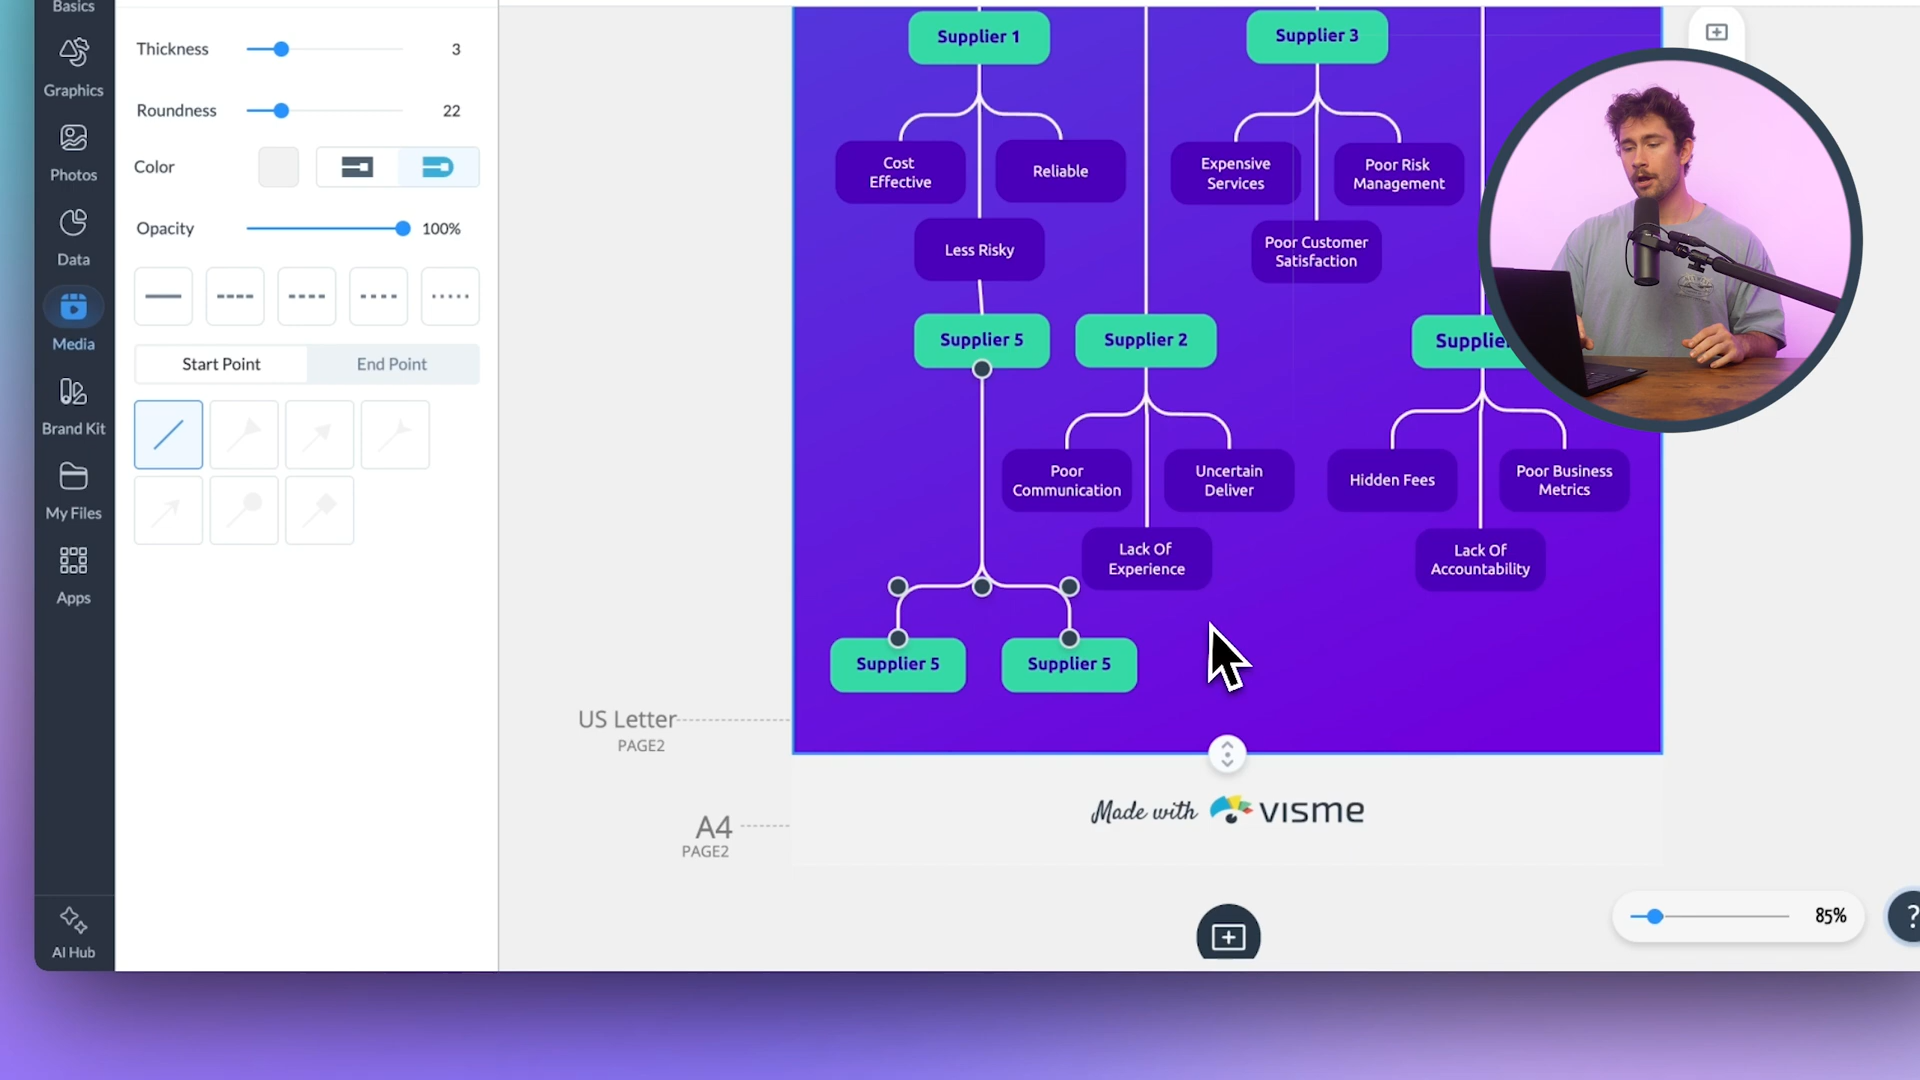 Basics
Graphics
Photos
Data
Media
Brand Kit
My Files
Apps
AI Hub
Thickness
3
Roundness
22
Color
Opacity
100%
Start Point
End Point
Supplier 1
Supplier 3
Cost
Effective
Reliable
Expensive
Services
Poor Risk
Management
Less Risky
Poor Customer
Satisfaction
Supplier 5
Supplier 2
Supplie
Poor
Communication
Uncertain
Deliver
Hidden Fees
Poor Business
Metrics
Lack Of
Experience
Lack Of
Accountability
Supplier 5
Supplier 5
US Letter
PAGE2
A4
PAGE2
Made with visme
85%
?